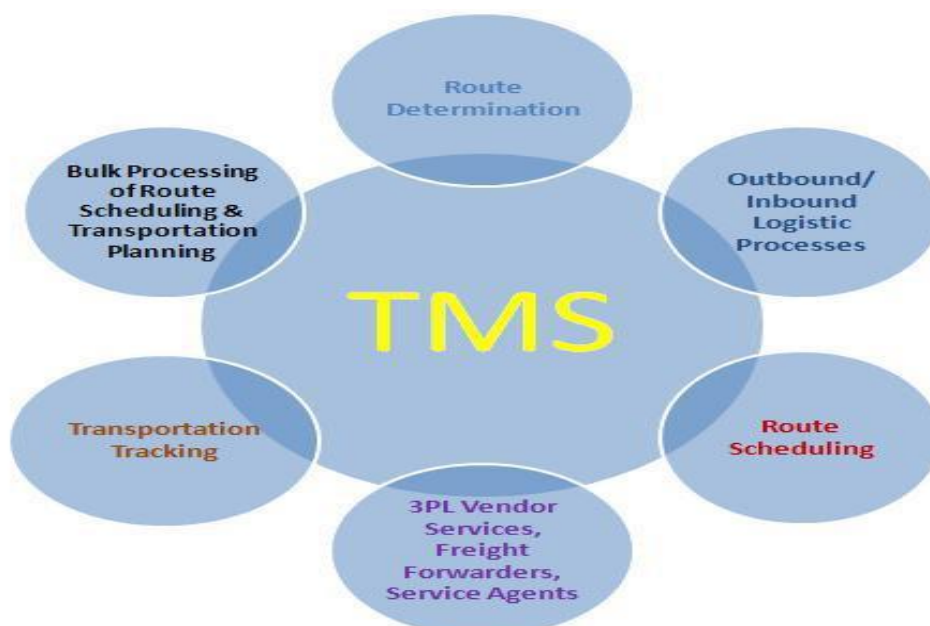 Route
Determination
Bulk Processing
of Route
Scheduling &
Transportation
Planning
Outbound/
Inbound
Logistic
Processes
TMS
Transportation
Tracking
Route
Scheduling
3PL Vendor
Services,
Freight
Forwarders,
Service Agents